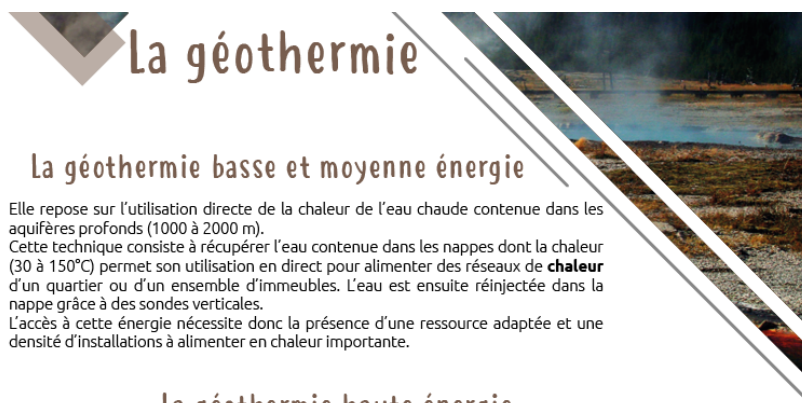 La géothermie
La géothermie basse et moyenne énergie
Elle repose sur l'utilisation directe de la chaleur de l'eau chaude contenue dans les
aquifères profonds (1000 à 2000 m).
Cette technique consiste à récupérer l'eau contenue dans les nappes dont la chaleur
(30 à 150°C) permet son utilisation en direct pour alimenter des réseaux de chaleur
d'un quartier ou d'un ensemble d'immeubles. L'eau est ensuite réinjectée dans la
nappe grâce à des sondes verticales.
L'accès à cette énergie nécessite donc la présence d'une ressource adaptée et une
densité d'installations à alimenter en chaleur importante.
La géothermie haute énergie